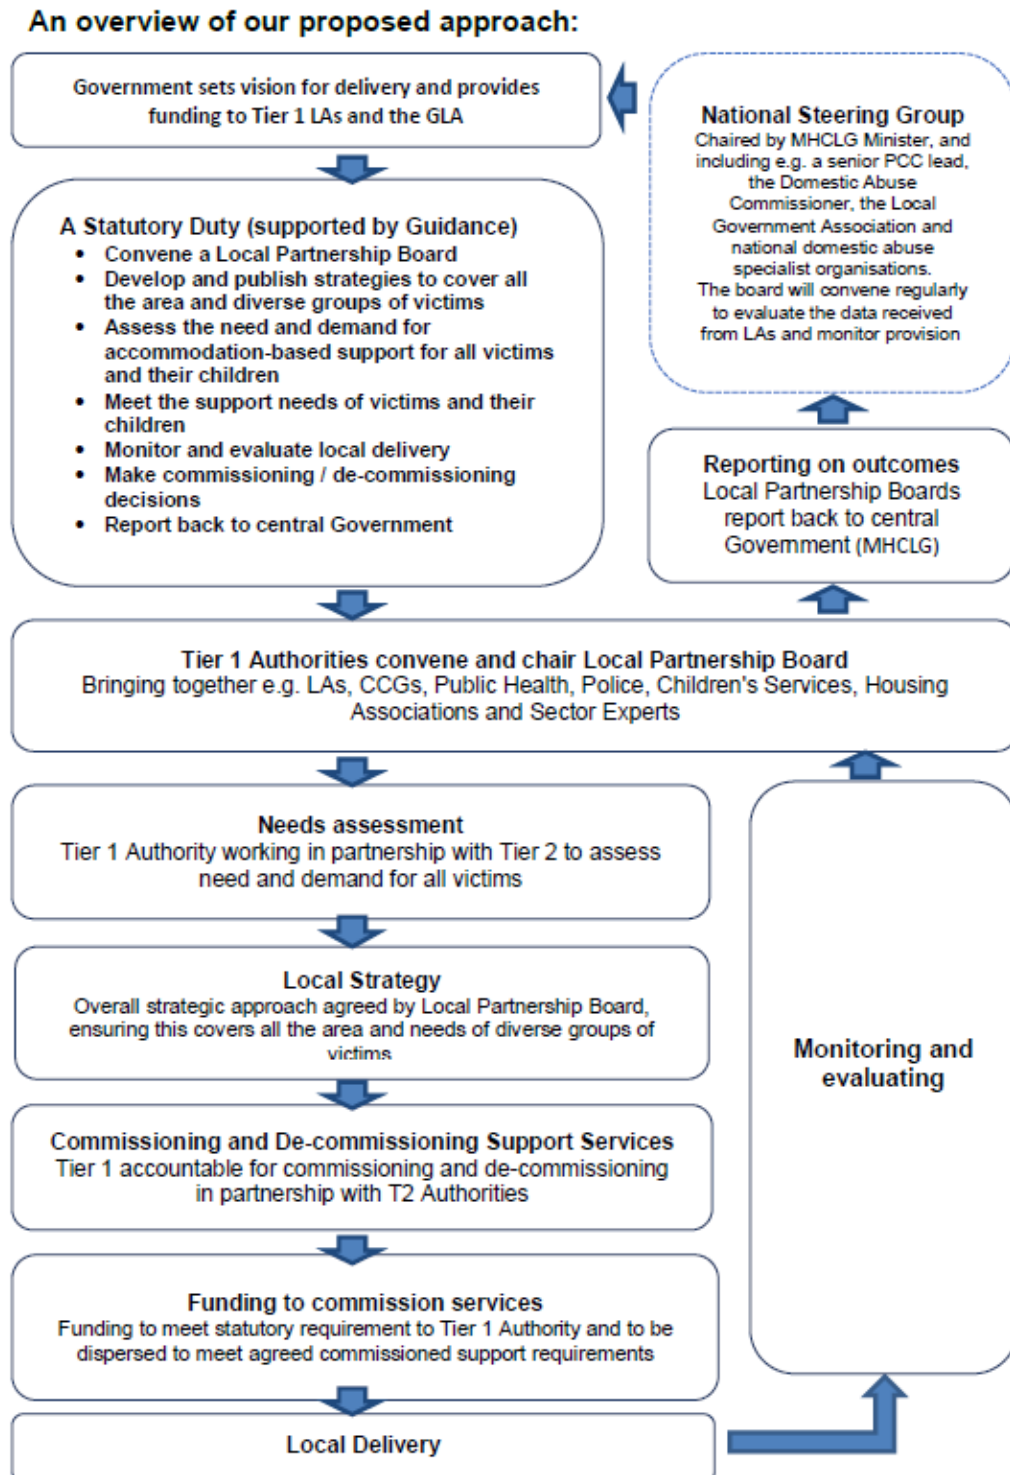 An overview of our proposed approach:
Government sets vision for delivery and provides
funding to Tier 1 LAs and the GLA
National Steering Group
Chaired by MHCLG Minister, and
including e.g. a senior PCC lead,
the Domestic Abuse
Commissioner, the Local
Government Association and
national domestic abuse
specialist organisations.
The board will convene regularly
to evaluate the data received
from LAs and monitor provision
A Statutory Duty (supported by Guidance)
• Convene a Local Partnership Board
• Develop and publish strategies to cover all
the area and diverse groups of victims
• Assess the need and demand for
accommodation-based support for all victims
and their children
• Meet the support needs of victims and their
children
• Monitor and evaluate local delivery
• Make commissioning / de-commissioning
decisions
• Report back to central Government
Reporting on outcomes
Local Partnership Boards
report back to central
Government (MHCLG)
Tier 1 Authorities convene and chair Local Partnership Board
Bringing together e.g. LAs, CCGs, Public Health, Police, Children's Services, Housing
Associations and Sector Experts
Needs assessment
Tier 1 Authority working in partnership with Tier 2 to assess
need and demand for all victims
Local Strategy
Overall strategic approach agreed by Local Partnership Board,
ensuring this covers all the area and needs of diverse groups of
victims
Commissioning and De-commissioning Support Services
Tier 1 accountable for commissioning and de-commissioning
in partnership with T2 Authorities
Funding to commission services
Funding to meet statutory requirement to Tier 1 Authority and to be
dispersed to meet agreed commissioned support requirements
Local Delivery
Monitoring and
evaluating